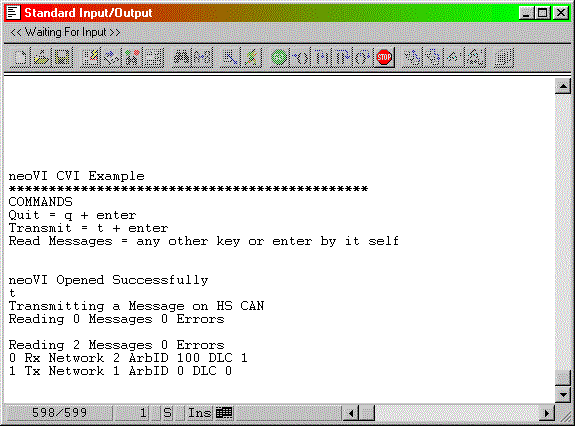 Standard Input/Output
<< Waiting For Input >>
STOP
neoVI CVI Example
*********************************************
COMMANDS
Quit = q + enter
Transmit = t + enter
Read Messages = any other key or enter by it self
neoVI Opened Successfully
t
Transmitting a Message on HS CAN
Reading 0 Messages 0 Errors
Reading 2 Messages 0 Errors
0 Rx Network 2 ArbID 100 DLC 1
1 Tx Network 1 ArbID 0 DLC 0
598/599 1 S Ins